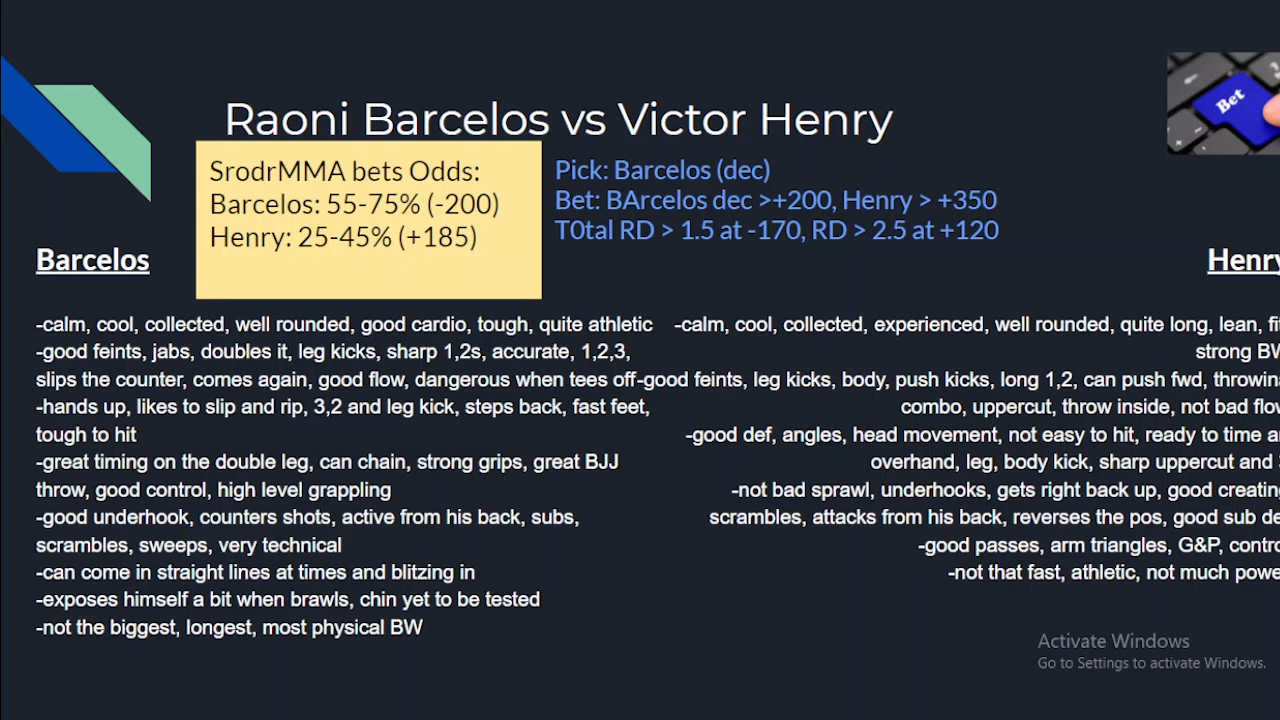 Raoni Barcelos vs Victor Henry
Bet
SrodrMMA bets Odds:
Barcelos: 55-75% (-200)
Henry: 25-45% (+185)
Pick: Barcelos (dec)
Bet: BArcelos dec >+200, Henry > +350
T0tal RD > 1.5 at -170, RD > 2.5 at +120
Barcelos
-calm, cool, collected, well rounded, good cardio, tough, quite athletic
-good feints, jabs, doubles it, leg kicks, sharp 1,2s, accurate, 1,2,3,
slips the counter, comes again, good flow, dangerous when tees off
-hands up, likes to slip and rip, 3,2 and leg kick, steps back, fast feet,
tough to hit
-great timing on the double leg, can chain, strong grips, great BJJ
throw, good control, high level grappling
-good underhook, counters shots, active from his back, subs,
scrambles, sweeps, very technical
-can come in straight lines at times and blitzing in
-exposes himself a bit when brawls, chin yet to be tested
-not the biggest, longest, most physical BW
Henry
-calm, cool, collected, experienced, well rounded, quite long, lean,
strong BW
-good feints, leg kicks, body, push kicks, long 1,2, can push fwd,
combo, uppercut, throw inside, not bad
-good def, angles, head movement, not easy to hit, ready to time
overhand, leg, body kick, sharp uppercut and
-not bad sprawl, underhooks, gets right back up, good
scrambles, attacks from his back, reverses the pos, good sub
-good passes, arm triangles, G&P,
-not that fast, athletic, not much
Activate Windows
Go to Settings to activate Windows.